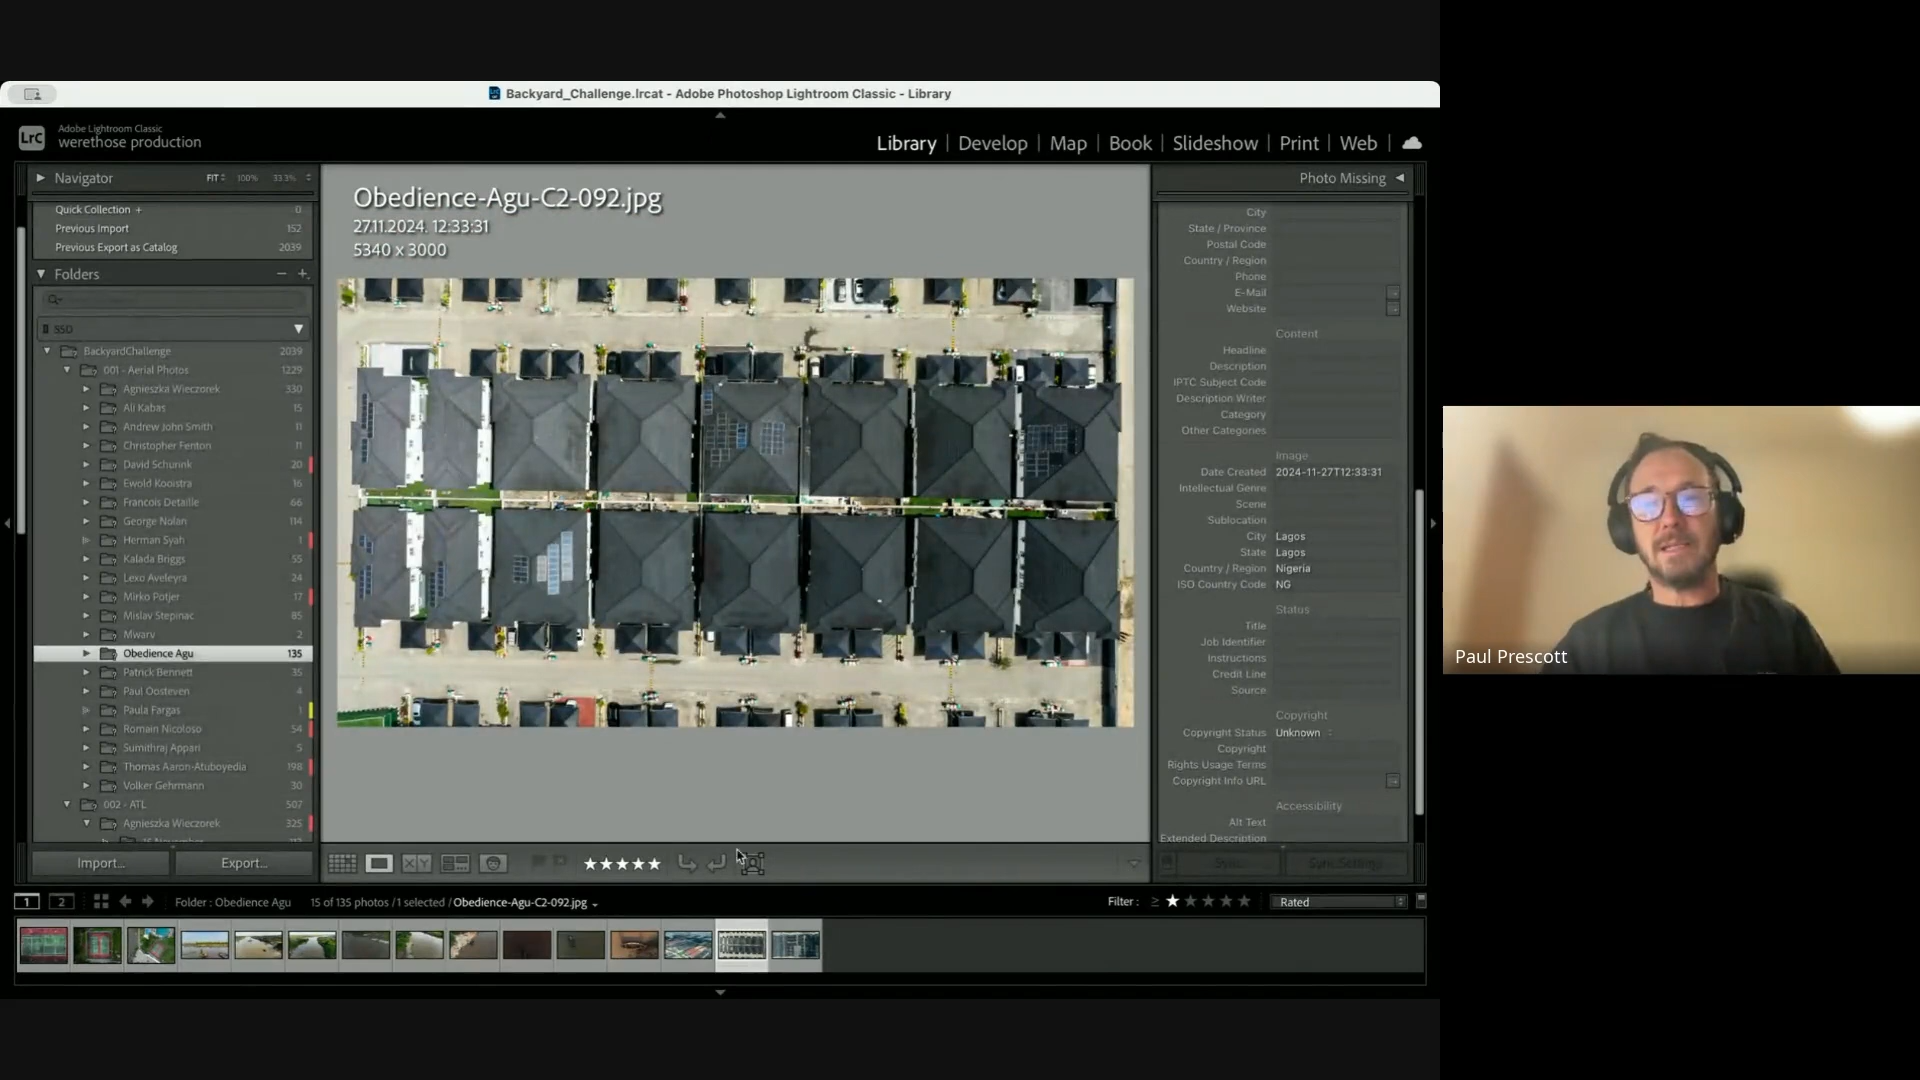 Backyard_Challenge.lrcat - Adobe Photoshop Lightroom Classic - Library
LrC
Adobe Lightroom Classic
werethose production
Library | Develop | Map | Book | Slideshow | Print | Web |
Navigator FIT 100% 33.3%
Quick Collection + 0
Previous Import 152
Previous Export as Catalog 2039
Folders − +
SSD
BackyardChallenge 2039
001 - Aerial Photos 1229
Agnieszka Wieczorek 330
Ali Kabas 15
Andrew John Smith 11
Christopher Fenton 11
David Schurink 20
Ewold Kooistra 16
Francois Detaille 66
George Nolan 114
Herman Syah 1
Kalada Briggs 55
Lexo Aveleyra 24
Mirko Potjer 17
Mislav Stepinac 85
Mwarv 2
Obedience Agu 135
Patrick Bennett 35
Paul Oosteven 4
Paula Fargas 1
Romain Nicoloso 54
Sumithraj Appari 5
Thomas Aaron-Atuboyedia 198
Volker Gehrmann 30
002 - ATL 507
Agnieszka Wieczorek 325
Import...
Export...
Obedience-Agu-C2-092.jpg
27.11.2024. 12:33:31
5340 x 3000
Photo Missing
City
State / Province
Postal Code
Country / Region
Phone
E-Mail
Website
Content
Headline
Description
IPTC Subject Code
Description Writer
Category
Other Categories
Image
Date Created 2024-11-27T12:33:31
Intellectual Genre
Scene
Sublocation
City Lagos
State Lagos
Country / Region Nigeria
ISO Country Code NG
Status
Title
Job Identifier
Instructions
Credit Line
Source
Copyright
Copyright Status Unknown
Copyright
Rights Usage Terms
Copyright Info URL
Accessibility
Alt Text
Extended Description
Sync
Sync Settings
XY
1
2
Folder : Obedience Agu
15 of 135 photos /1 selected /Obedience-Agu-C2-092.jpg
Filter : ≥
Rated
Paul Prescott